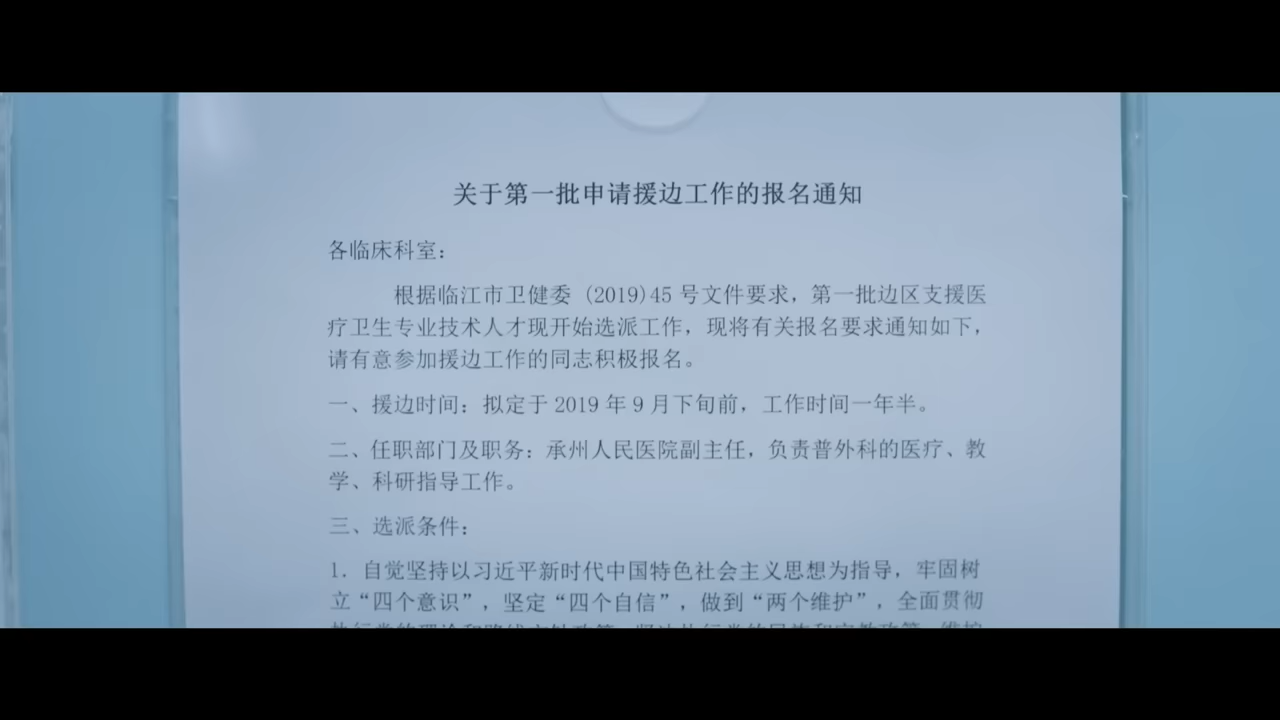 关于第一批申请援边工作的报名通知
各临床科室：
根据临江市卫健委 (2019)45 号文件要求，第一批边区支援医
疗卫生专业技术人才现开始选派工作，现将有关报名要求通知如下，
请有意参加援边工作的同志积极报名。
一、援边时间：拟定于 2019 年 9 月下旬前，工作时间一年半。
二、任职部门及职务：承州人民医院副主任，负责普外科的医疗、教
学、科研指导工作。
三、选派条件：
1. 自觉坚持以习近平新时代中国特色社会主义思想为指导，牢固树
立“四个意识”，坚定“四个自信”，做到“两个维护”，全面贯彻